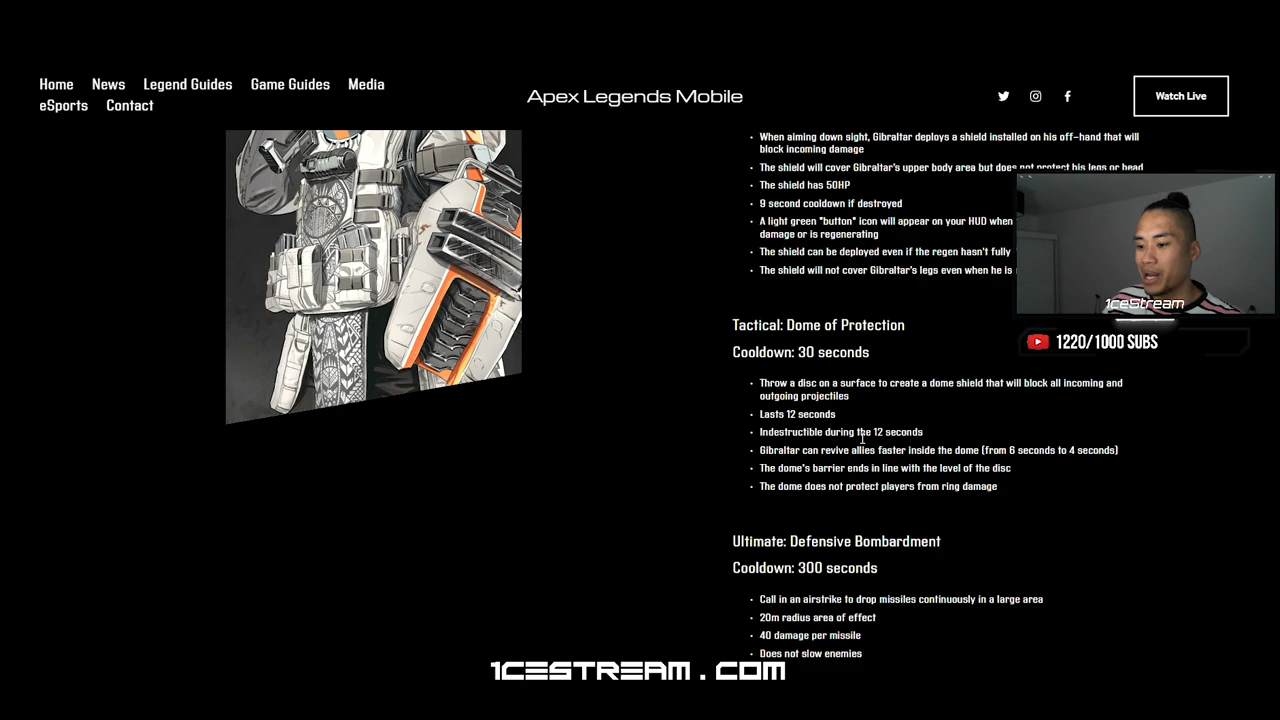 Home News Legend Guides Game Guides Media
eSports Contact
Apex Legends Mobile
Watch Live
When aiming down sight, Gibraltar deploys a shield installed on his off-hand that will
block incoming damage
The shield will cover Gibraltar's upper body area but does not protect his legs or head
The shield has 50HP
9 second cooldown if destroyed
A light green "button" icon will appear on your HUD when
damage or is regenerating
The shield can be deployed even if the regen hasn't fully
The shield will not cover Gibraltar's legs even when he is
1ceStream
1220/1000 SUBS
Tactical: Dome of Protection
Cooldown: 30 seconds
Throw a disc on a surface to create a dome shield that will block all incoming and
outgoing projectiles
Lasts 12 seconds
Indestructible during the 12 seconds
Gibraltar can revive allies faster inside the dome (from 6 seconds to 4 seconds)
The dome's barrier ends in line with the level of the disc
The dome does not protect players from ring damage
Ultimate: Defensive Bombardment
Cooldown: 300 seconds
Call in an airstrike to drop missiles continuously in a large area
20m radius area of effect
40 damage per missile
Does not slow enemies
1CESTREAM.COM